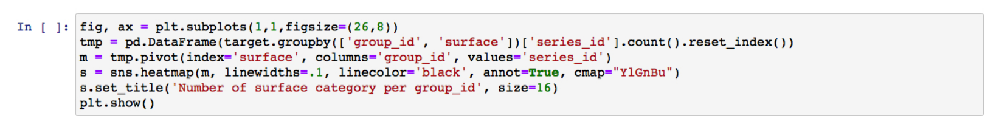 In [ ]: fig, ax = plt.subplots(1,1,figsize=(26,8))
tmp = pd.DataFrame(target.groupby(['group_id', 'surface'])['series_id'].count().reset_index())
m = tmp.pivot(index='surface', columns='group_id', values='series_id')
s = sns.heatmap(m, linewidths=.1, linecolor='black', annot=True, cmap="YlGnBu")
s.set_title('Number of surface category per group_id', size=16)
plt.show()